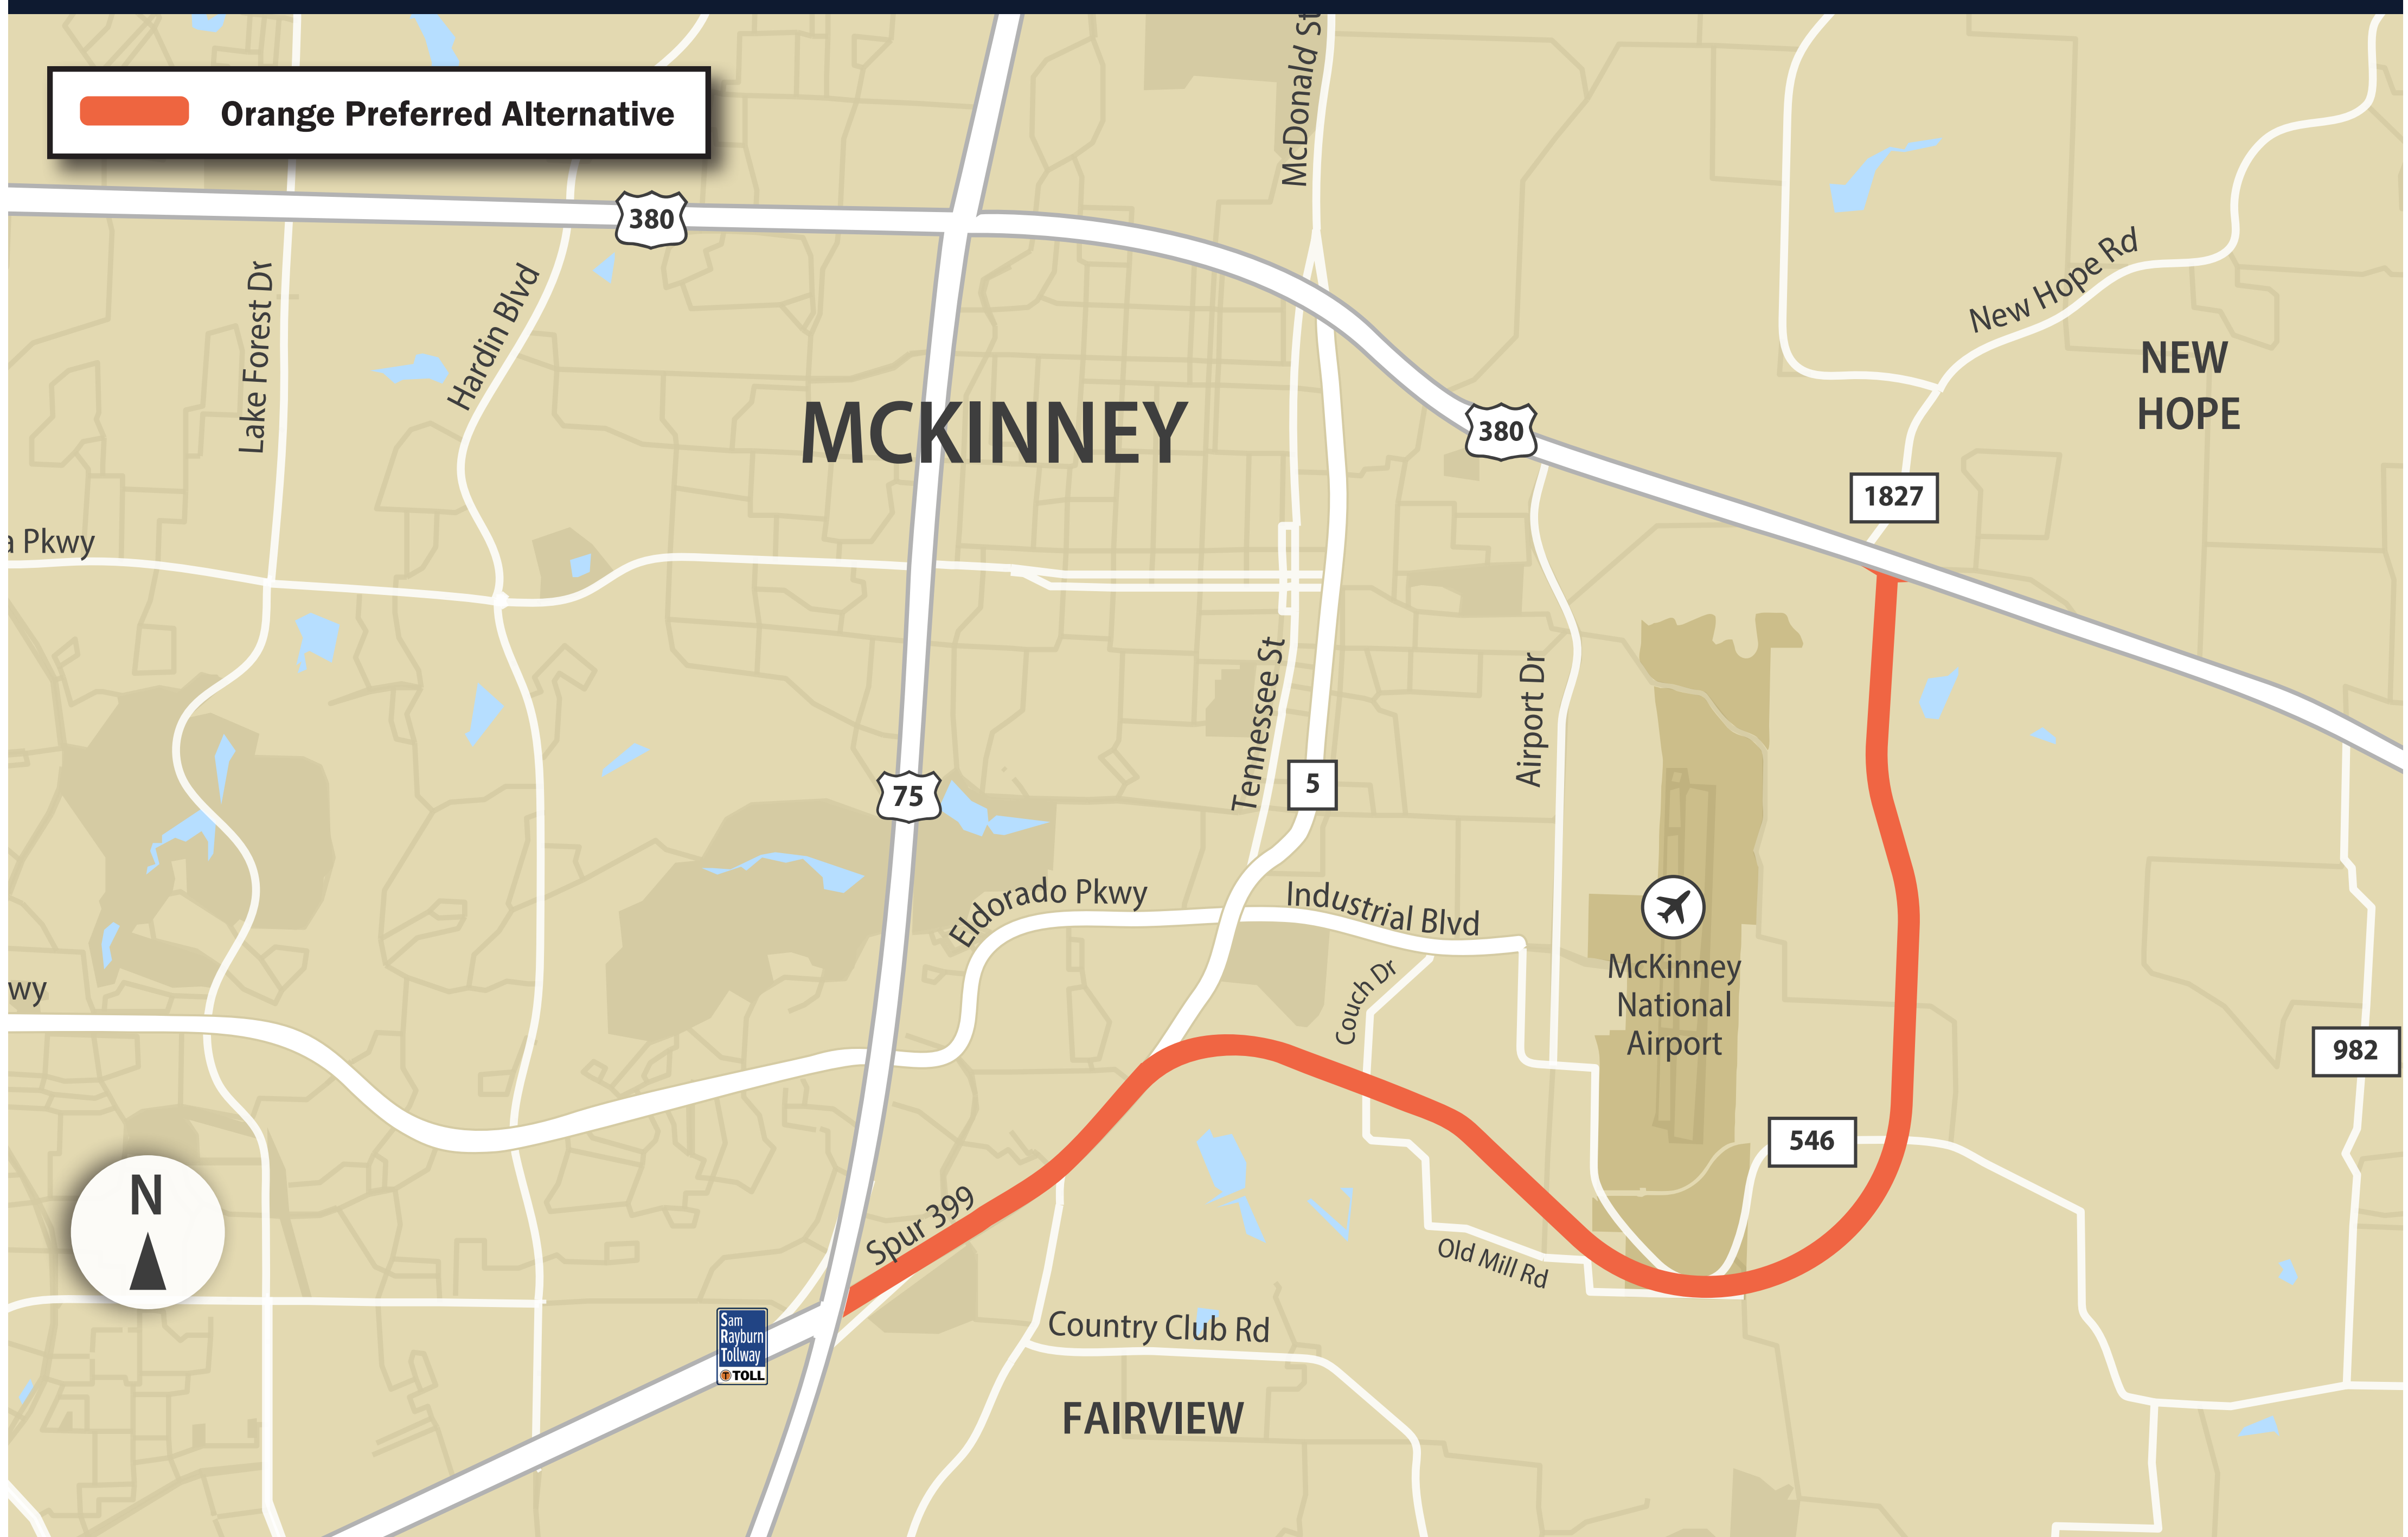 McDonald St
Orange Preferred Alternative
380
Lake Forest Dr
Hardin Blvd
New Hope Rd
NEW
HOPE
MCKINNEY
380
1827
a Pkwy
Tennessee St
Airport Dr
75
5
Eldorado Pkwy
Industrial Blvd
Couch Dr
McKinney
National
Airport
wy
982
546
N
Spur 399
Old Mill Rd
Sam
Rayburn
Tollway
TOLL
Country Club Rd
FAIRVIEW